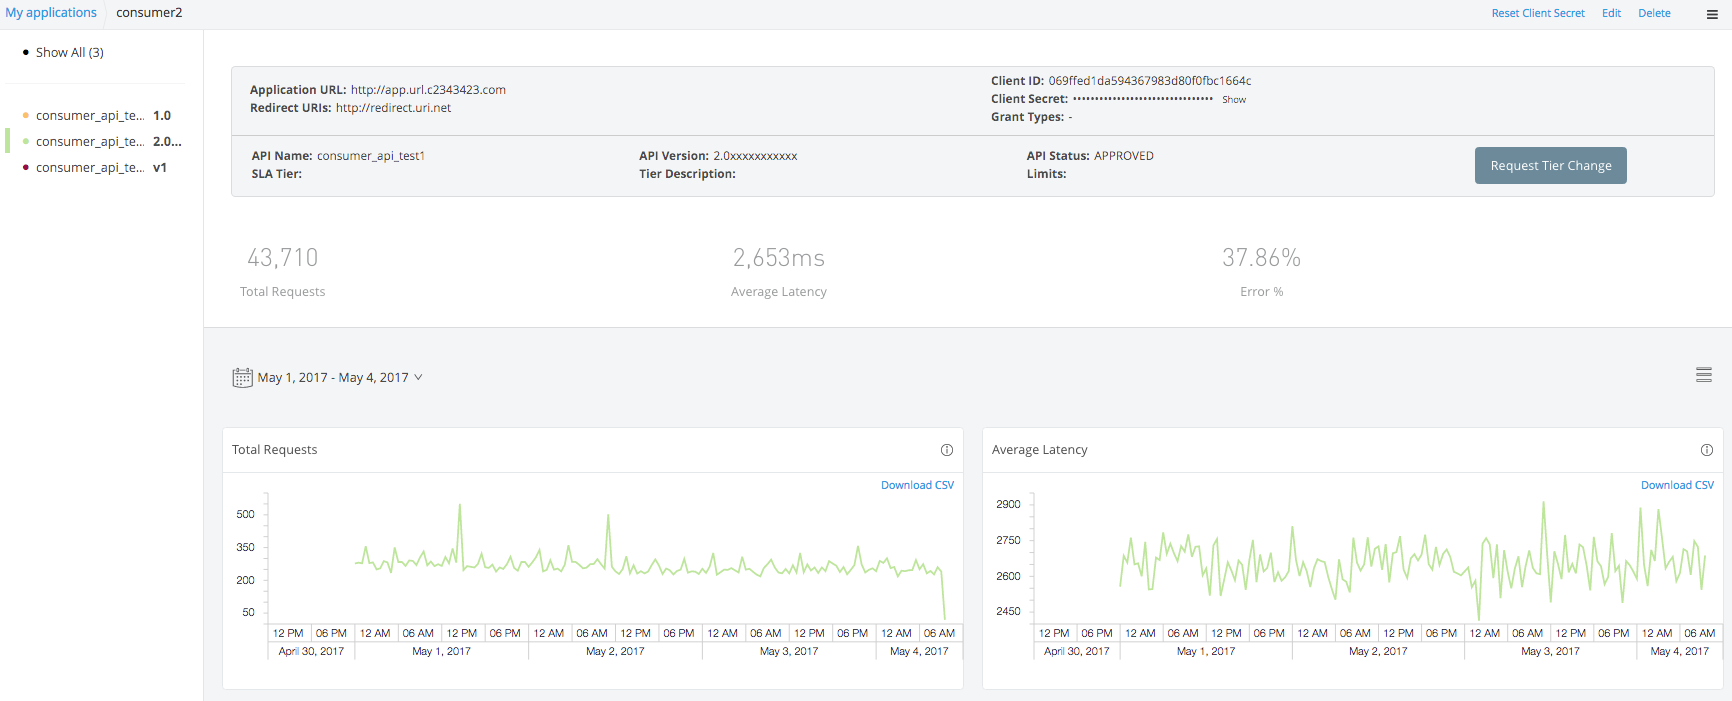 My applications consumer2 Reset Client Secret Edit Delete
Show All (3)
consumer_api_te... 1.0
consumer_api_te... 2.0...
consumer_api_te... v1
Application URL: http://app.url.c2343423.com
Redirect URIs: http://redirect.uri.net
Client ID: 069ffed1da594367983d80f0fbc1664c
Client Secret: •••••••••••••••••••••••••••••••• Show
Grant Types: -
API Name: consumer_api_test1
SLA Tier:
API Version: 2.0xxxxxxxxxxx
Tier Description:
API Status: APPROVED
Limits:
Request Tier Change
43,710
Total Requests
2,653ms
Average Latency
37.86%
Error %
May 1, 2017 - May 4, 2017
Total Requests
Download CSV
500
350
200
50
12 PM 06 PM 12 AM 06 AM 12 PM 06 PM 12 AM 06 AM 12 PM 06 PM 12 AM 06 AM 12 PM 06 PM 12 AM 06 AM
April 30, 2017 May 1, 2017 May 2, 2017 May 3, 2017 May 4, 2017
Average Latency
Download CSV
2900
2750
2600
2450
12 PM 06 PM 12 AM 06 AM 12 PM 06 PM 12 AM 06 AM 12 PM 06 PM 12 AM 06 AM 12 PM 06 PM 12 AM 06 AM
April 30, 2017 May 1, 2017 May 2, 2017 May 3, 2017 May 4, 2017